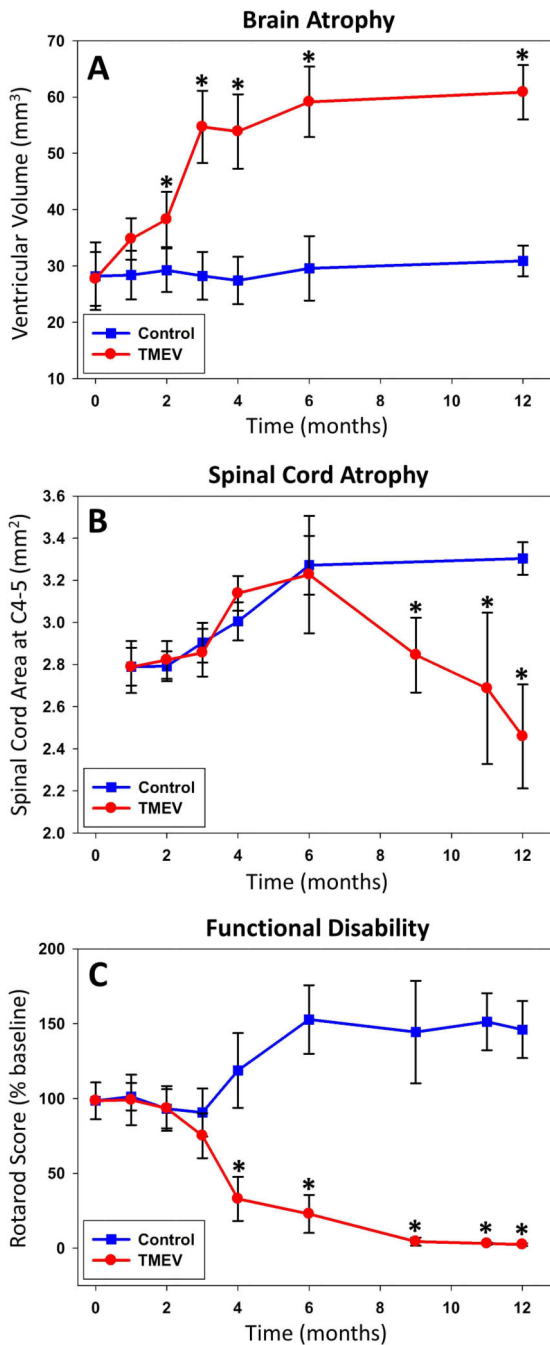 Brain Atrophy
A
Ventricular Volume (mm³)
70
60
50
40
30
20
10
* * * * *
Control
TMEV
0 2 4 6 8 10 12
Time (months)
Spinal Cord Atrophy
B
Spinal Cord Area at C4-5 (mm²)
3.6
3.4
3.2
3.0
2.8
2.6
2.4
2.2
2.0
* * *
Control
TMEV
0 2 4 6 8 10 12
Time (months)
Functional Disability
C
Rotarod Score (% baseline)
200
150
100
50
0
* * * * *
Control
TMEV
0 2 4 6 8 10 12
Time (months)